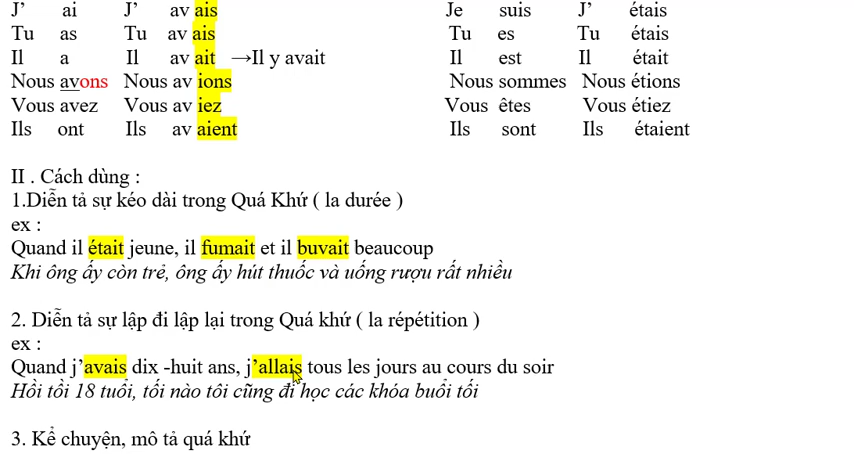 J’ ai J’ av ais Je suis J’ étais
Tu as Tu av ais Tu es Tu étais
Il a Il av ait →Il y avait Il est Il était
Nous avons Nous av ions Nous sommes Nous étions
Vous avez Vous av iez Vous êtes Vous étiez
Ils ont Ils av aient Ils sont Ils étaient
II . Cách dùng :
1.Diễn tả sự kéo dài trong Quá Khứ ( la durée )
ex :
Quand il était jeune, il fumait et il buvait beaucoup
Khi ông ấy còn trẻ, ông ấy hút thuốc và uống rượu rất nhiều
2. Diễn tả sự lập đi lập lại trong Quá khứ ( la répétition )
ex :
Quand j’avais dix -huit ans, j’allais tous les jours au cours du soir
Hồi tồi 18 tuổi, tối nào tôi cũng đi học các khóa buổi tối
3. Kể chuyện, mô tả quá khứ